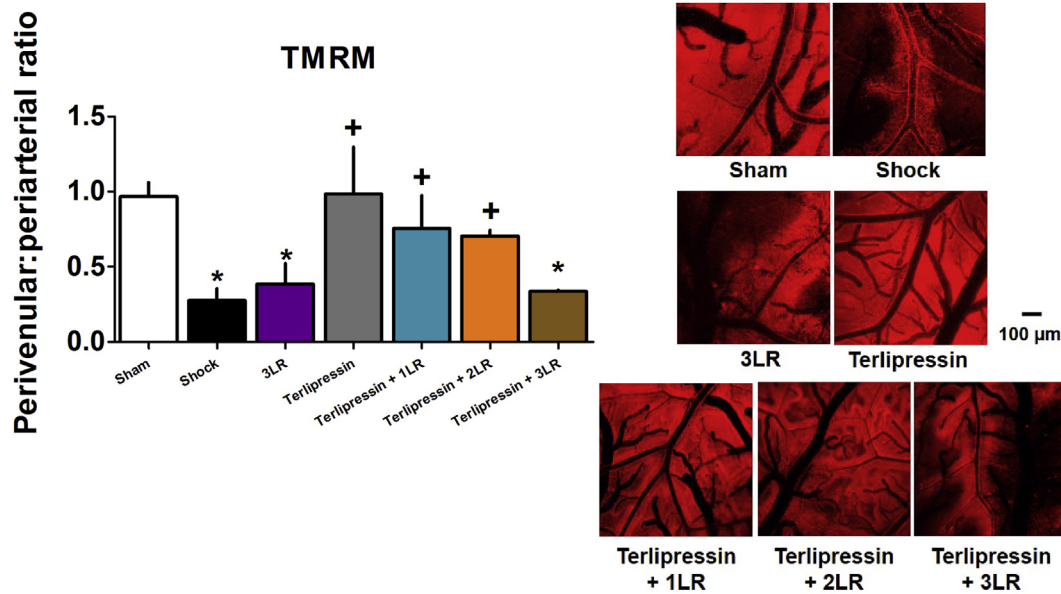 TMRM
Perivenular:periarterial ratio
1.5
1.0
0.5
0.0
+
+
+
*
*
*
Sham
Shock
3LR
Terlipressin
Terlipressin + 1LR
Terlipressin + 2LR
Terlipressin + 3LR
Sham
Shock
3LR
Terlipressin
100 µm
Terlipressin
+ 1LR
Terlipressin
+ 2LR
Terlipressin
+ 3LR